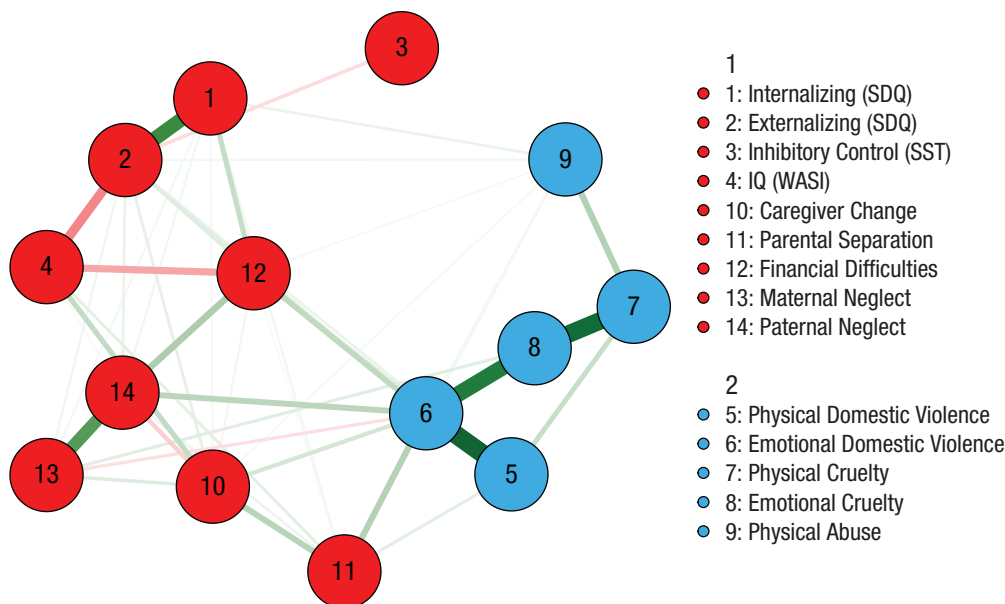 3
1
2
9
4
12
7
8
14
6
13
10
5
11
1
1: Internalizing (SDQ)
2: Externalizing (SDQ)
3: Inhibitory Control (SST)
4: IQ (WASI)
10: Caregiver Change
11: Parental Separation
12: Financial Difficulties
13: Maternal Neglect
14: Paternal Neglect
2
5: Physical Domestic Violence
6: Emotional Domestic Violence
7: Physical Cruelty
8: Emotional Cruelty
9: Physical Abuse